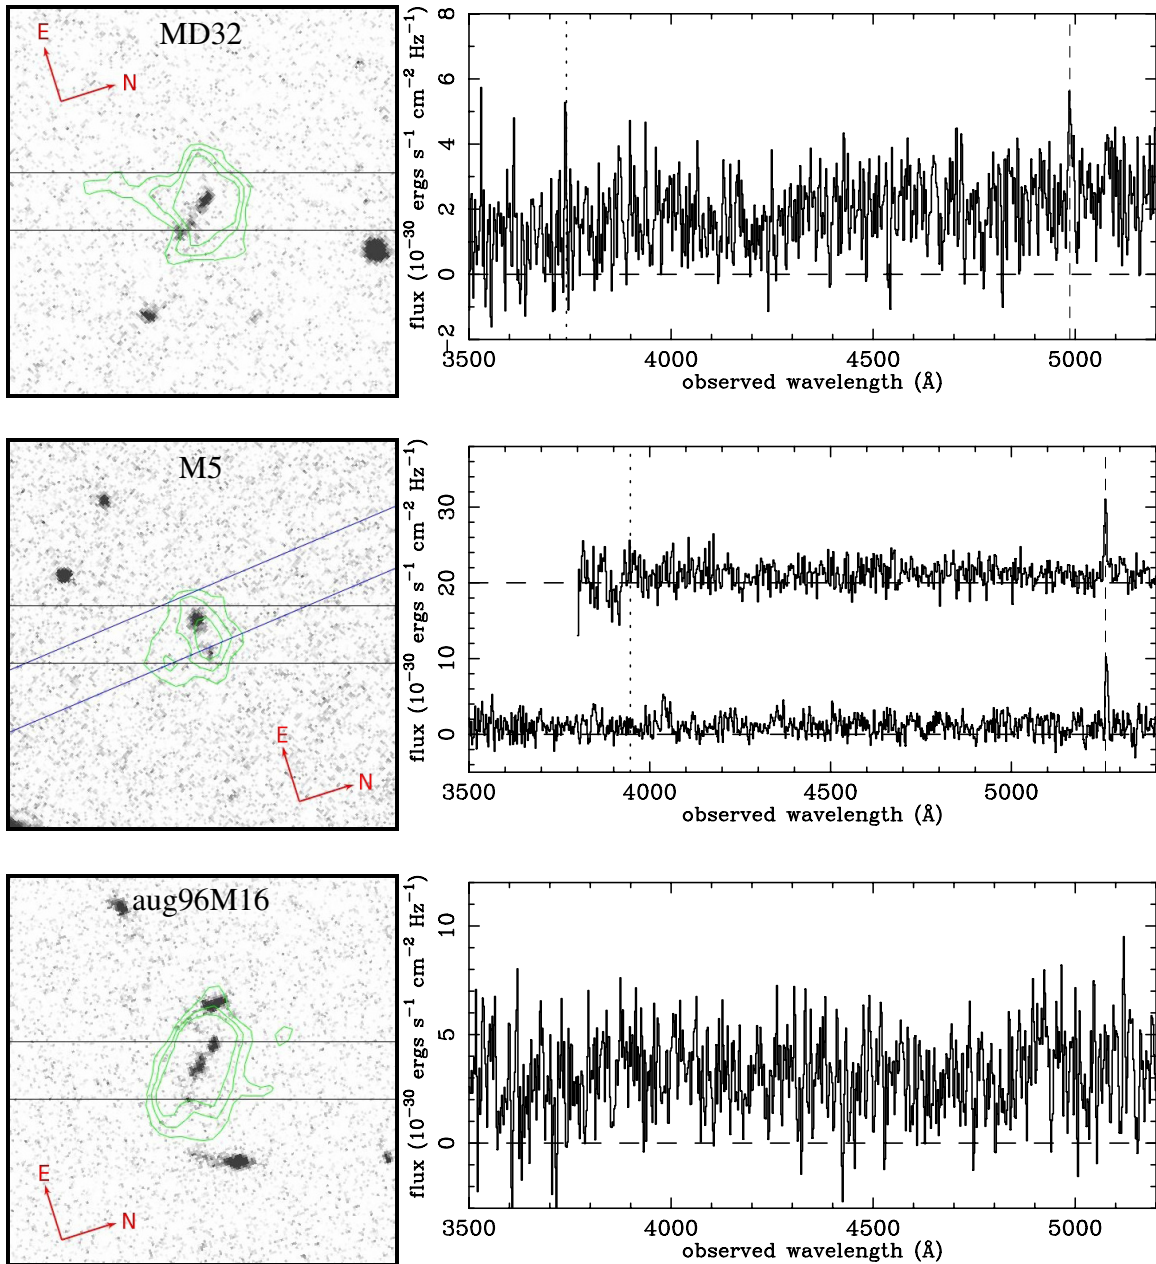 MD32
E
N
flux (10⁻³⁰ ergs s⁻¹ cm⁻² Hz⁻¹)
8
6
4
2
0
−2
3500 4000 4500 5000
observed wavelength (Å)
M5
E
N
flux (10⁻³⁰ ergs s⁻¹ cm⁻² Hz⁻¹)
30
20
10
0
3500 4000 4500 5000
observed wavelength (Å)
aug96M16
E
N
flux (10⁻³⁰ ergs s⁻¹ cm⁻² Hz⁻¹)
10
5
0
3500 4000 4500 5000
observed wavelength (Å)